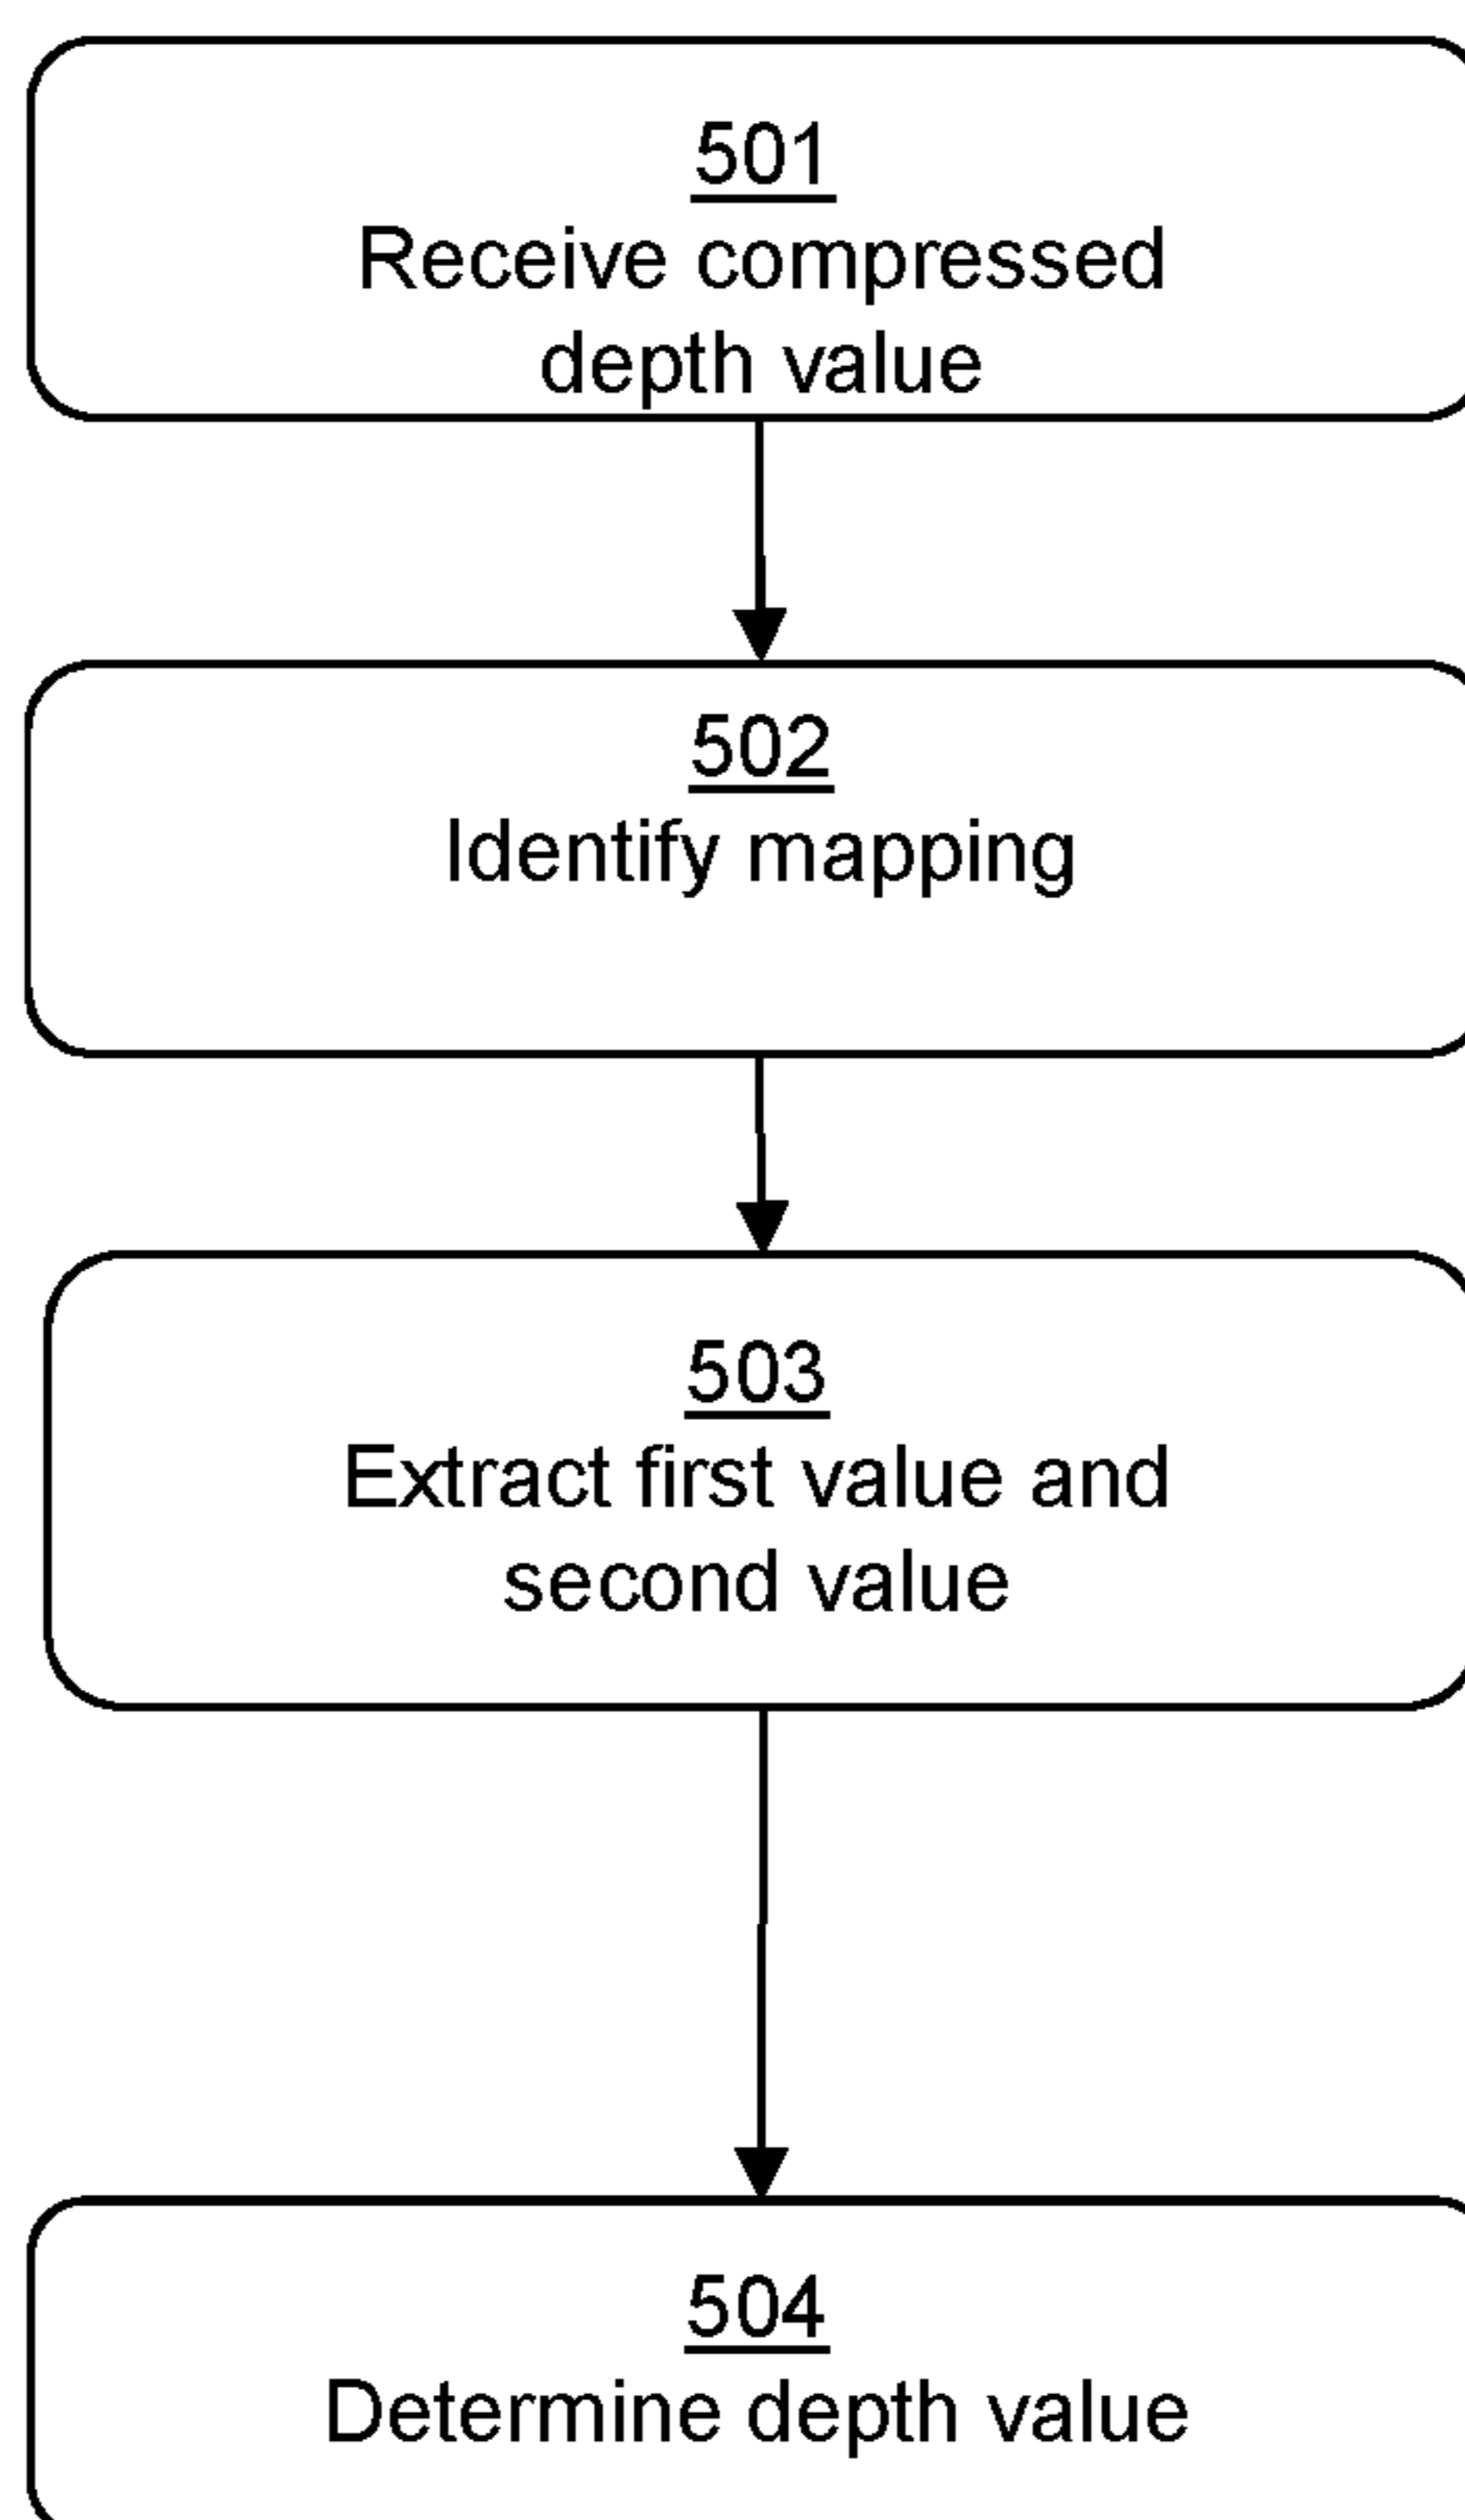 501
Receive compressed
depth value
502
Identify mapping
503
Extract first value and
second value
504
Determine depth value